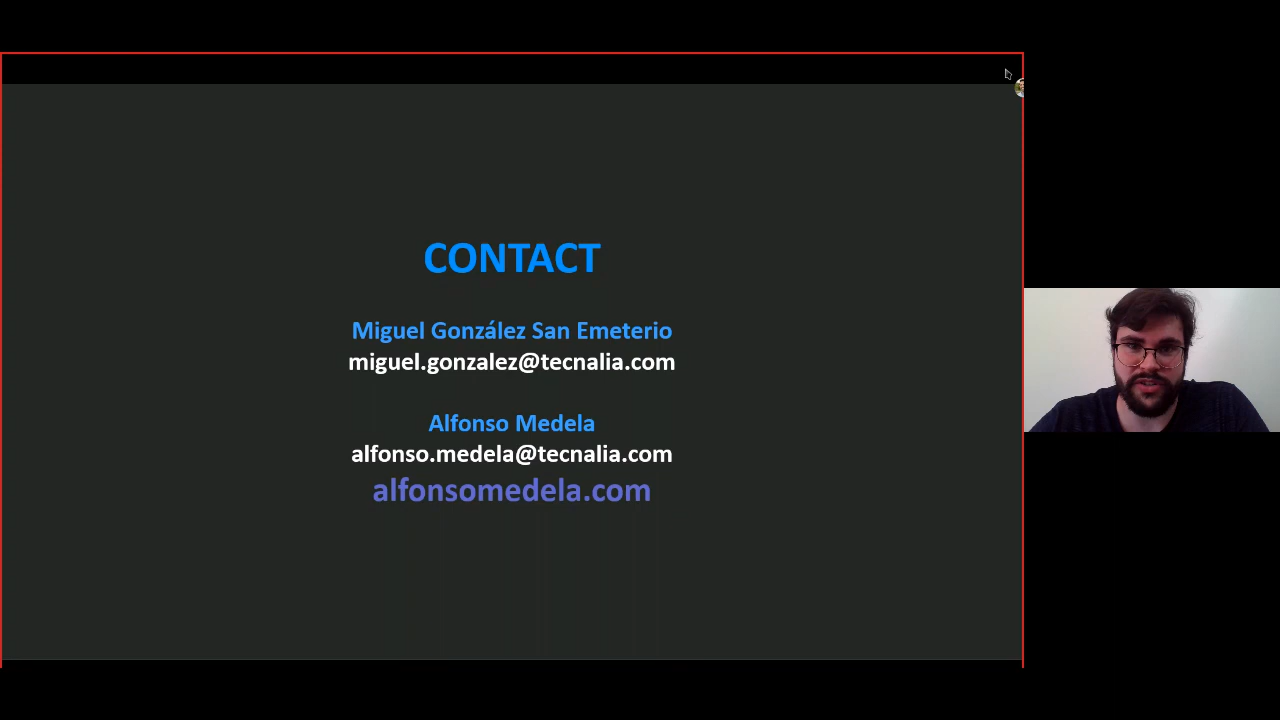 CONTACT
Miguel González San Emeterio
miguel.gonzalez@tecnalia.com
Alfonso Medela
alfonso.medela@tecnalia.com
alfonsomedela.com